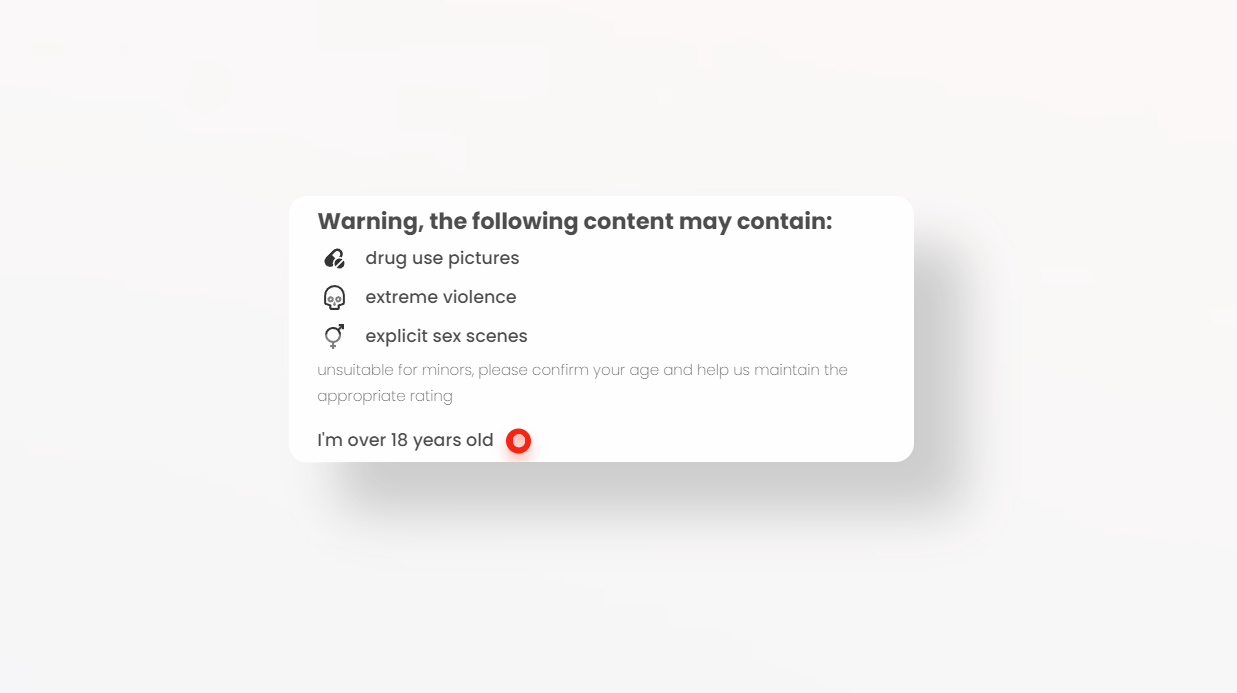 Warning, the following content may contain:
drug use pictures
extreme violence
explicit sex scenes
unsuitable for minors, please confirm your age and help us maintain the
appropriate rating
I'm over 18 years old